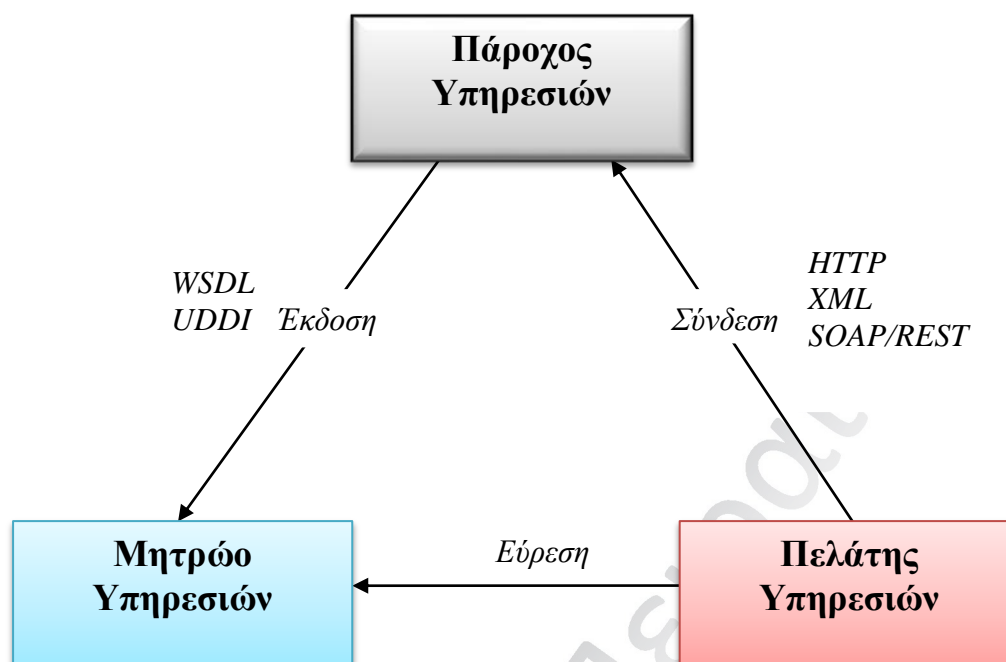 Πάροχος
Υπηρεσιών
WSDL
UDDI Έκδοση
Σύνδεση
HTTP
XML
SOAP/REST
Μητρώο
Υπηρεσιών
Εύρεση
Πελάτης
Υπηρεσιών